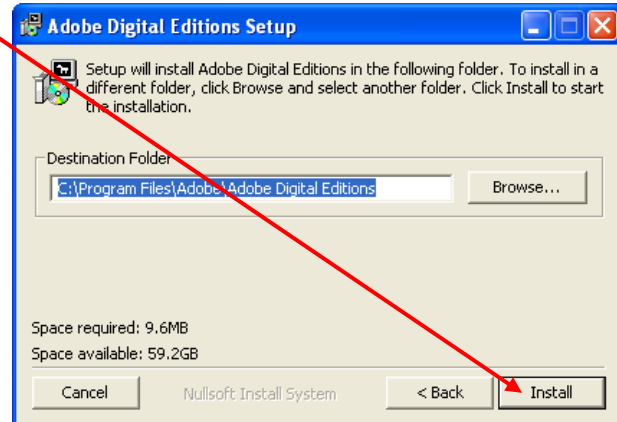 Adobe Digital Editions Setup
Setup will install Adobe Digital Editions in the following folder. To install in a
different folder, click Browse and select another folder. Click Install to start
the installation.
Destination Folder
C:\Program Files\Adobe\Adobe Digital Editions
Browse...
Space required: 9.6MB
Space available: 59.2GB
Cancel
Nullsoft Install System
< Back
Install